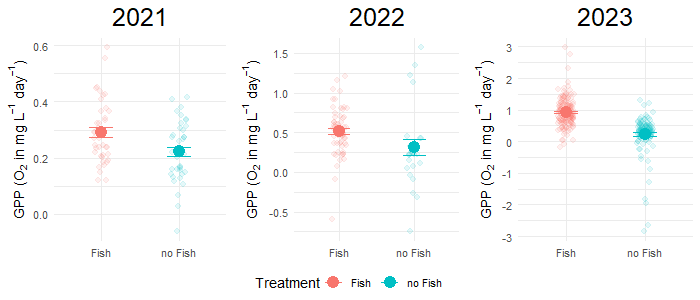 2021
2022
2023
GPP (O₂ in mg L⁻¹ day⁻¹)
0.6
0.4
0.2
0.0
Fish
no Fish
GPP (O₂ in mg L⁻¹ day⁻¹)
1.5
1.0
0.5
0.0
-0.5
Fish
no Fish
GPP (O₂ in mg L⁻¹ day⁻¹)
3
2
1
0
-1
-2
-3
Fish
no Fish
Treatment Fish no Fish